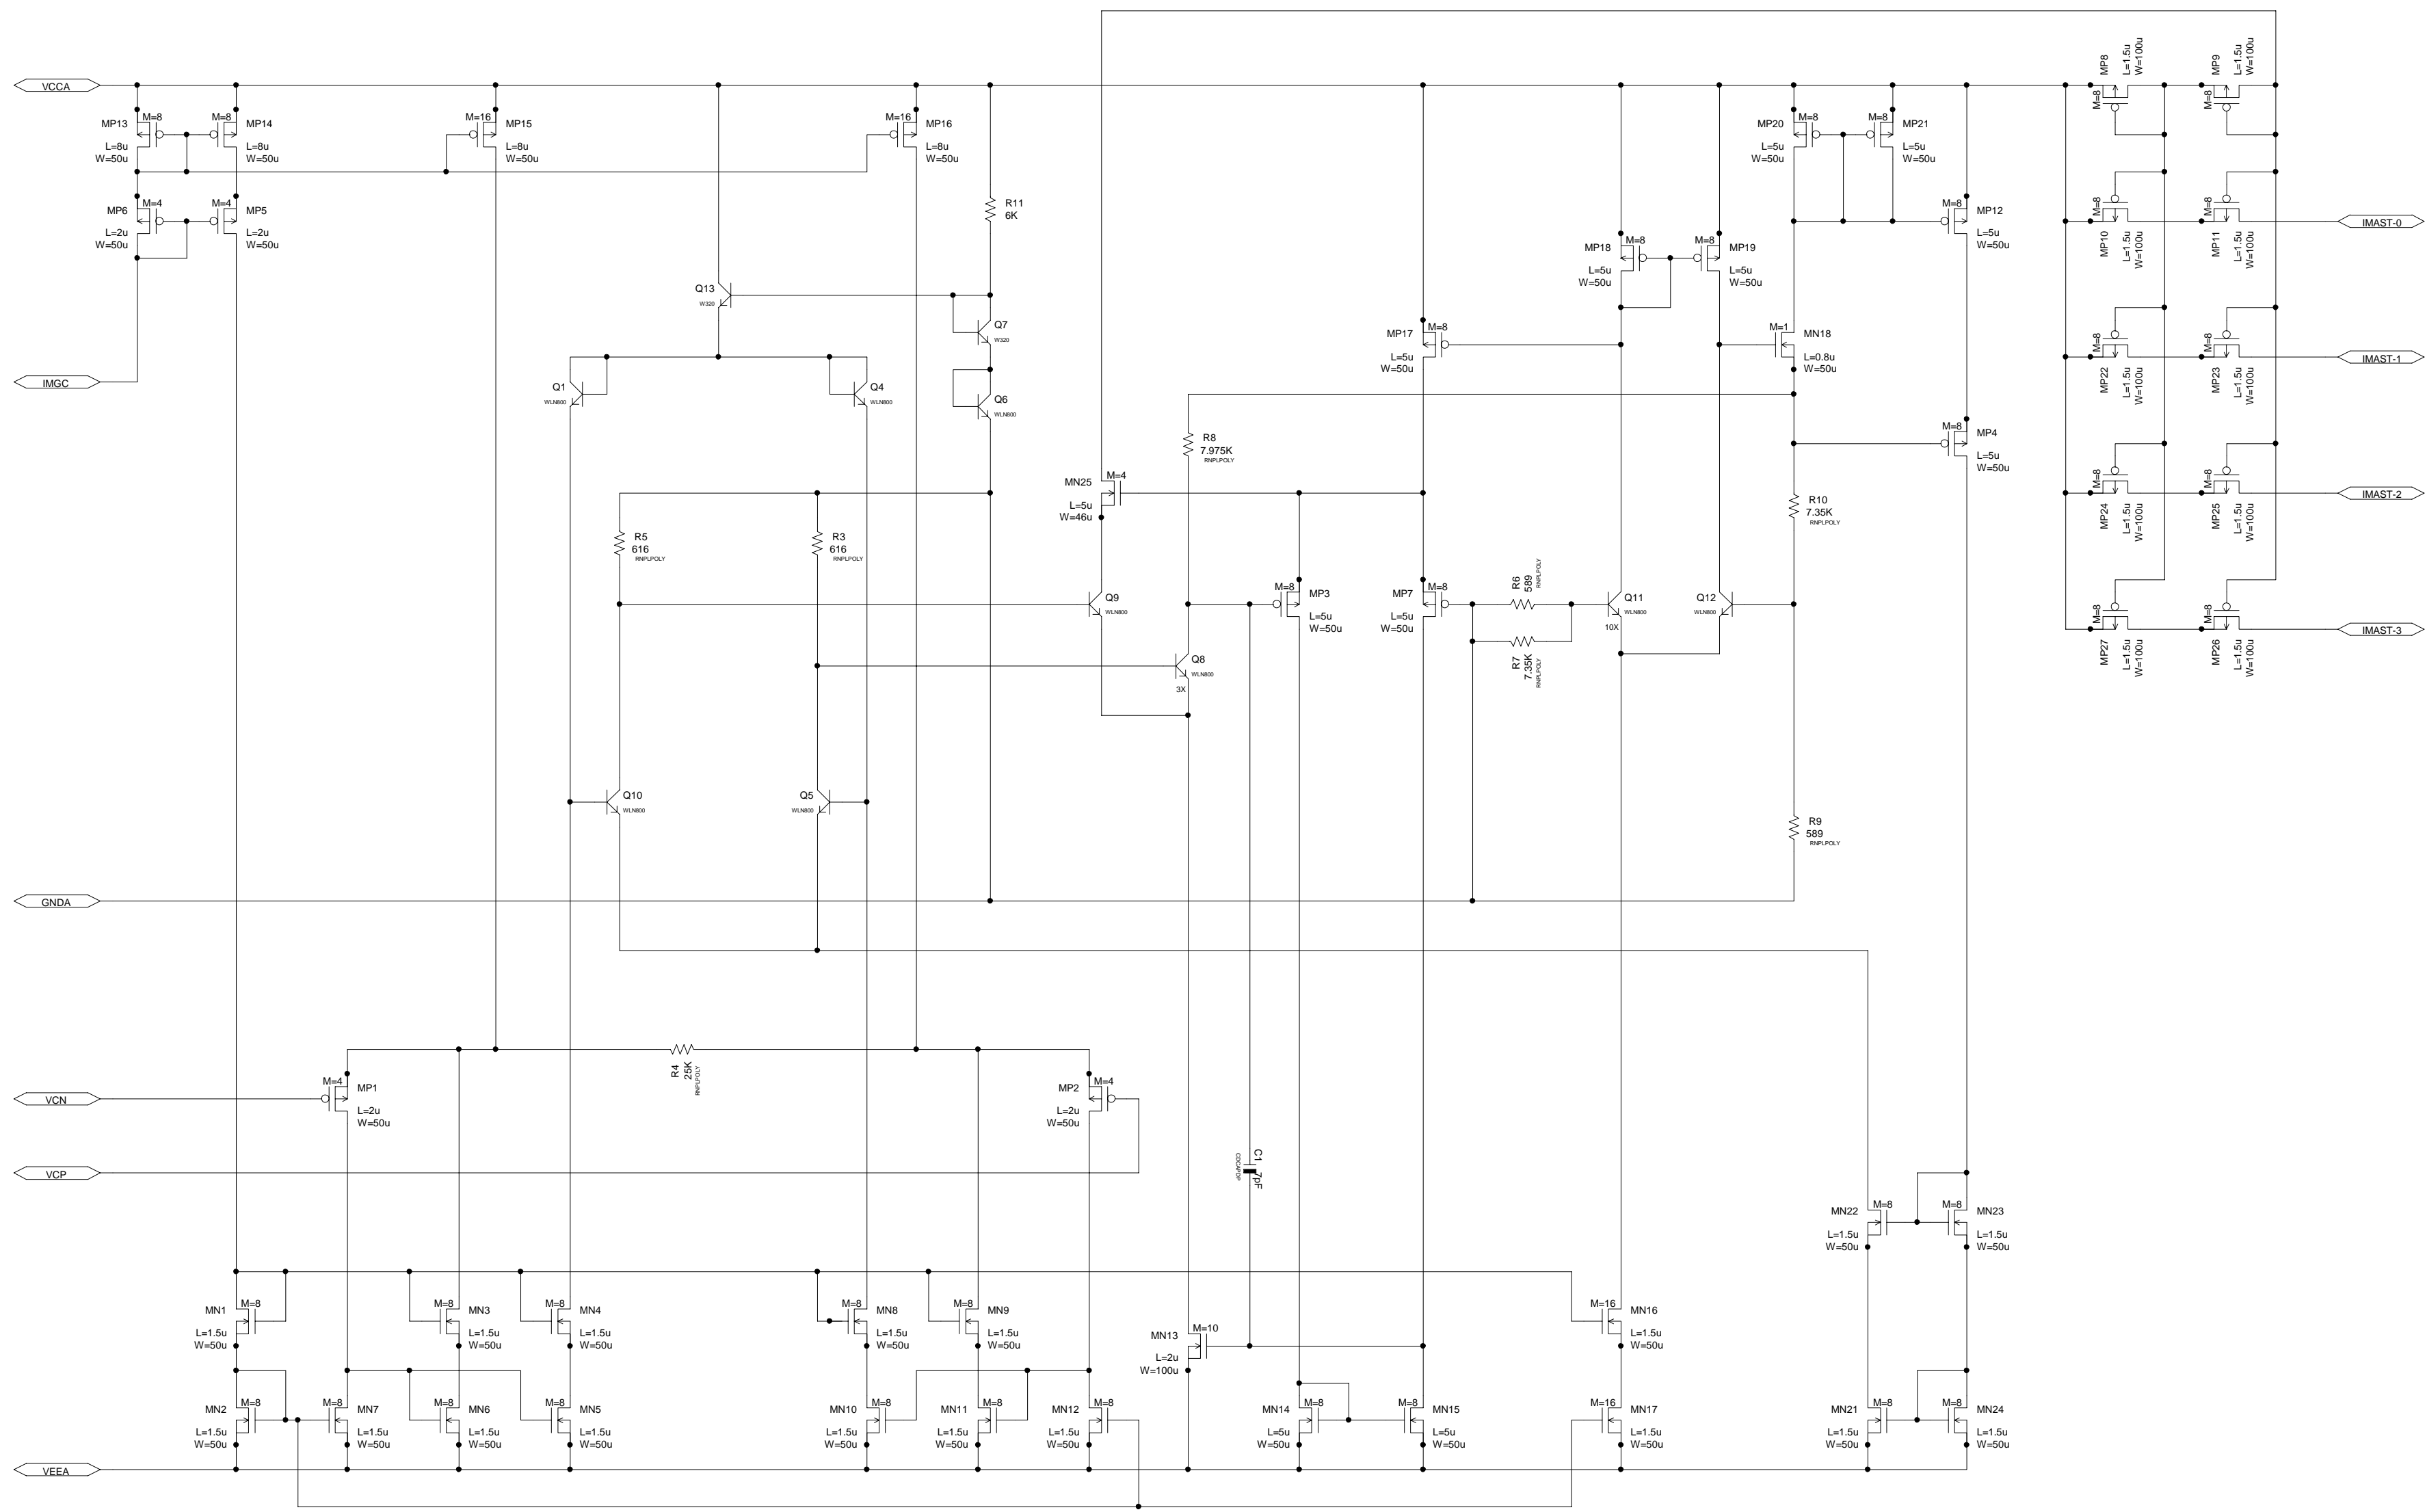 VCCA
IMGC
GNDA
VCN
VCP
VEEA
IMAST-0
IMAST-1
IMAST-2
IMAST-3
M=8
MP13
L=8u
W=50u
M=8
MP14
L=8u
W=50u
M=16
MP15
L=8u
W=50u
M=16
MP16
L=8u
W=50u
M=4
MP6
L=2u
W=50u
M=4
MP5
L=2u
W=50u
R11
6K
Q13
W320
Q7
W320
Q6
WLN800
Q1
WLN800
Q4
WLN800
R5
616
RNPLPOLY
R3
616
RNPLPOLY
Q10
WLN800
Q5
WLN800
R8
7.975K
RNPLPOLY
M=4
MN25
L=5u
W=46u
Q9
WLN800
Q8
WLN800
3X
M=8
MP3
L=5u
W=50u
M=8
MP17
L=5u
W=50u
M=8
MP7
L=5u
W=50u
R6
589
RNPLPOLY
R7
7.35K
RNPLPOLY
Q11
WLN800
10X
Q12
WLN800
M=8
MP18
L=5u
W=50u
M=8
MP19
L=5u
W=50u
M=8
MP20
L=5u
W=50u
M=8
MP21
L=5u
W=50u
M=1
MN18
L=0.8u
W=50u
M=8
MP12
L=5u
W=50u
M=8
MP4
L=5u
W=50u
R10
7.35K
RNPLPOLY
R9
589
RNPLPOLY
MP8
L=1.5u
W=100u
M=8
MP9
L=1.5u
W=100u
M=8
M=8
MP10
L=1.5u
W=100u
M=8
MP11
L=1.5u
W=100u
M=8
MP22
L=1.5u
W=100u
M=8
MP23
L=1.5u
W=100u
M=8
MP24
L=1.5u
W=100u
M=8
MP25
L=1.5u
W=100u
M=8
MP27
L=1.5u
W=100u
M=8
MP26
L=1.5u
W=100u
M=4
MP1
L=2u
W=50u
R4
25K
RNPLPOLY
M=4
MP2
L=2u
W=50u
C1
7pF
M=8
MN1
L=1.5u
W=50u
M=8
MN3
L=1.5u
W=50u
M=8
MN4
L=1.5u
W=50u
M=8
MN8
L=1.5u
W=50u
M=8
MN9
L=1.5u
W=50u
M=10
MN13
L=2u
W=100u
M=16
MN16
L=1.5u
W=50u
M=8
MN22
L=1.5u
W=50u
M=8
MN23
L=1.5u
W=50u
M=8
MN2
L=1.5u
W=50u
M=8
MN7
L=1.5u
W=50u
M=8
MN6
L=1.5u
W=50u
M=8
MN5
L=1.5u
W=50u
M=8
MN10
L=1.5u
W=50u
M=8
MN11
L=1.5u
W=50u
M=8
MN12
L=1.5u
W=50u
M=8
MN14
L=5u
W=50u
M=8
MN15
L=5u
W=50u
M=16
MN17
L=1.5u
W=50u
M=8
MN21
L=1.5u
W=50u
M=8
MN24
L=1.5u
W=50u